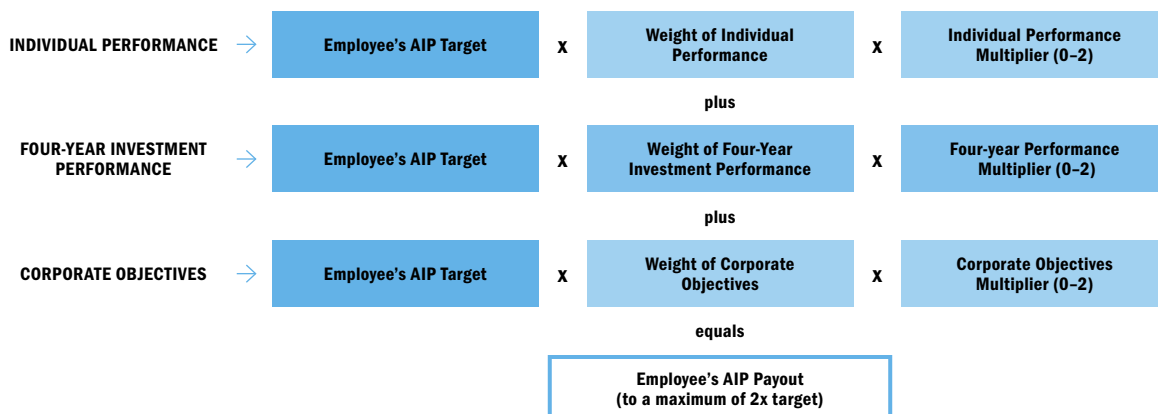 INDIVIDUAL PERFORMANCE → Employee's AIP Target x Weight of Individual Performance x Individual Performance Multiplier (0–2)
plus
FOUR-YEAR INVESTMENT PERFORMANCE → Employee's AIP Target x Weight of Four-Year Investment Performance x Four-year Performance Multiplier (0–2)
plus
CORPORATE OBJECTIVES → Employee's AIP Target x Weight of Corporate Objectives x Corporate Objectives Multiplier (0–2)
equals
Employee's AIP Payout
(to a maximum of 2x target)